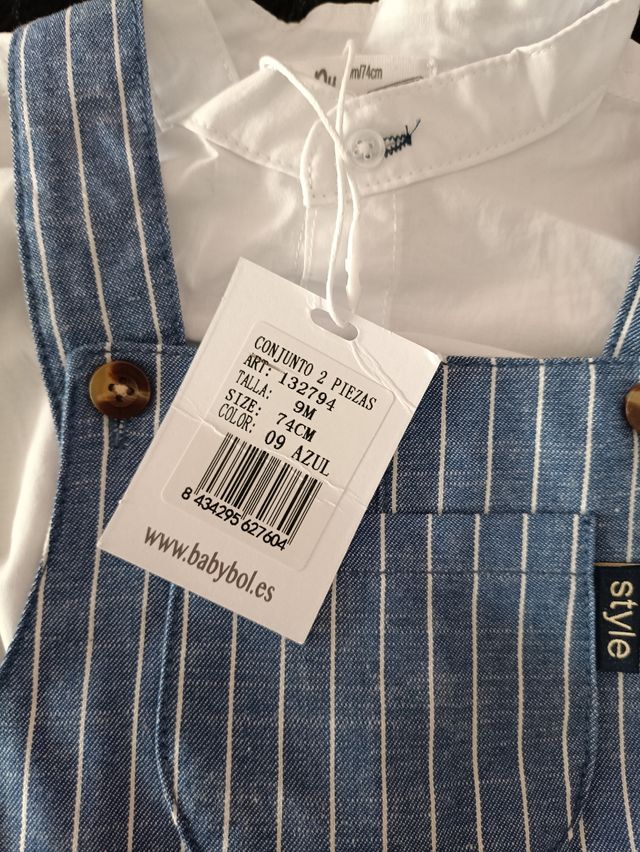 m/74cm
CONJUNTO 2 PIEZAS
ART: 132794
TALLA: 9M
SIZE: 74CM
COLOR: 09 AZUL
8 434295 627604
www.babybol.es
style